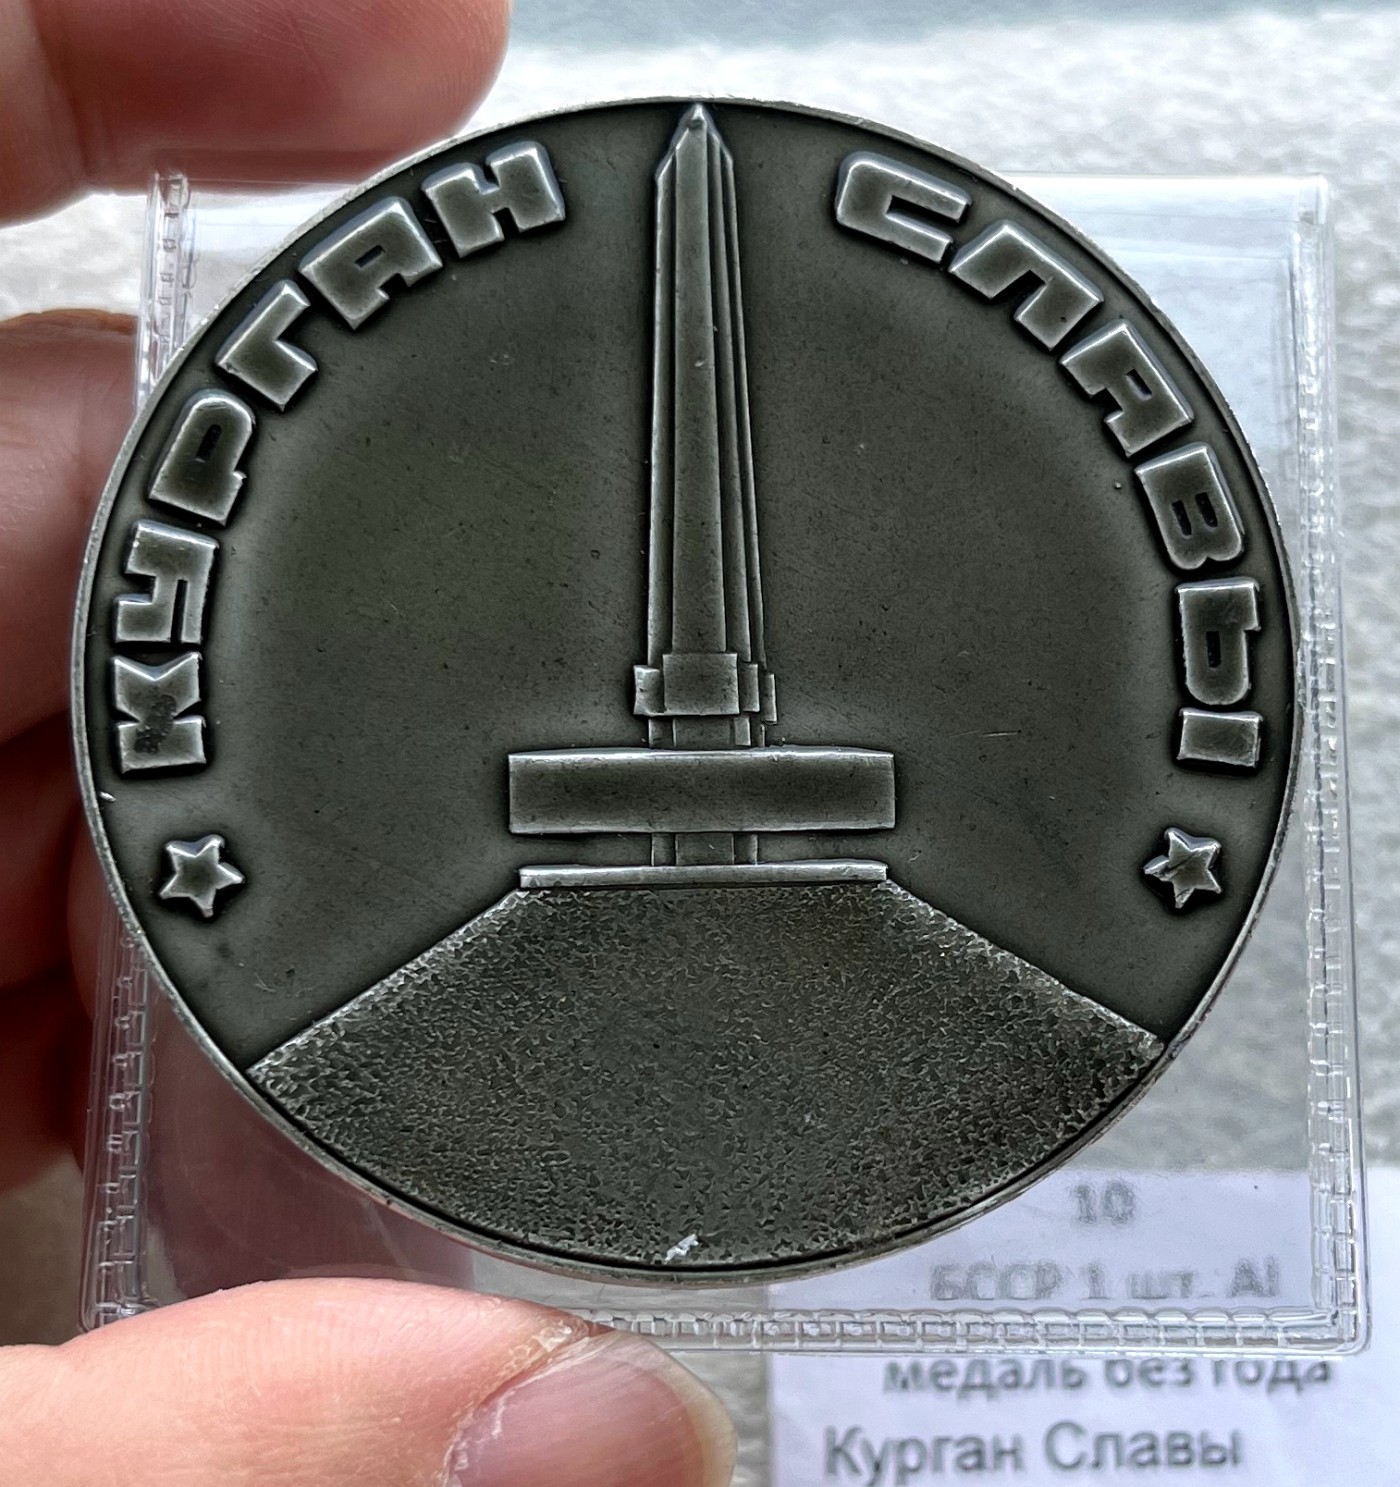 КУРГАН СЛАВЫ
10
БССР 1 шт. Al
медаль без года
Курган Славы